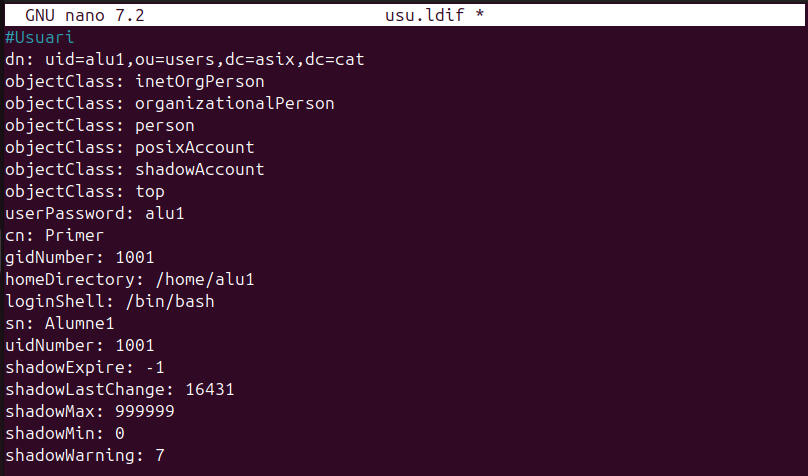 GNU nano 7.2 usu.ldif *
#Usuari
dn: uid=alu1,ou=users,dc=asix,dc=cat
objectClass: inetOrgPerson
objectClass: organizationalPerson
objectClass: person
objectClass: posixAccount
objectClass: shadowAccount
objectClass: top
userPassword: alu1
cn: Primer
gidNumber: 1001
homeDirectory: /home/alu1
loginShell: /bin/bash
sn: Alumne1
uidNumber: 1001
shadowExpire: -1
shadowLastChange: 16431
shadowMax: 999999
shadowMin: 0
shadowWarning: 7